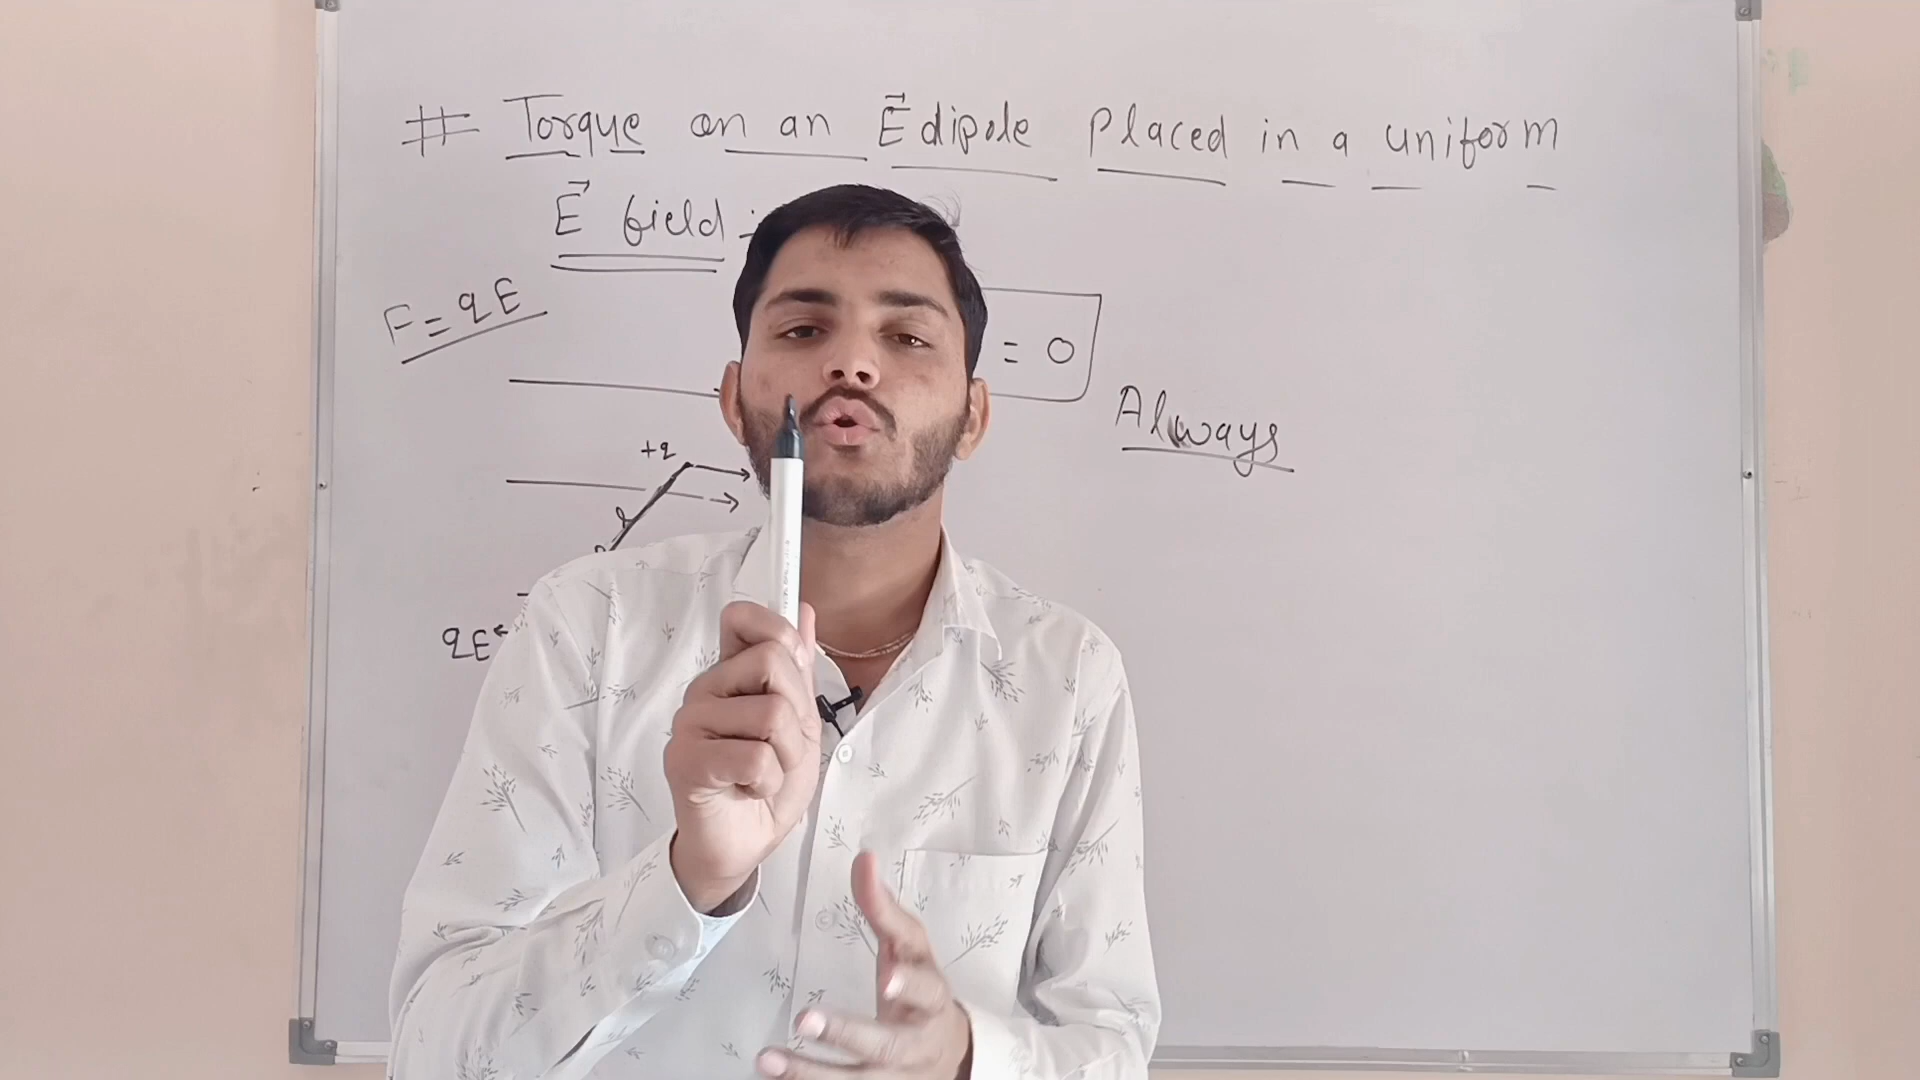 # Torque on an E⃗ dipole placed in a uniform
E⃗ field :-
F = qE
= 0
Always
+q
qE